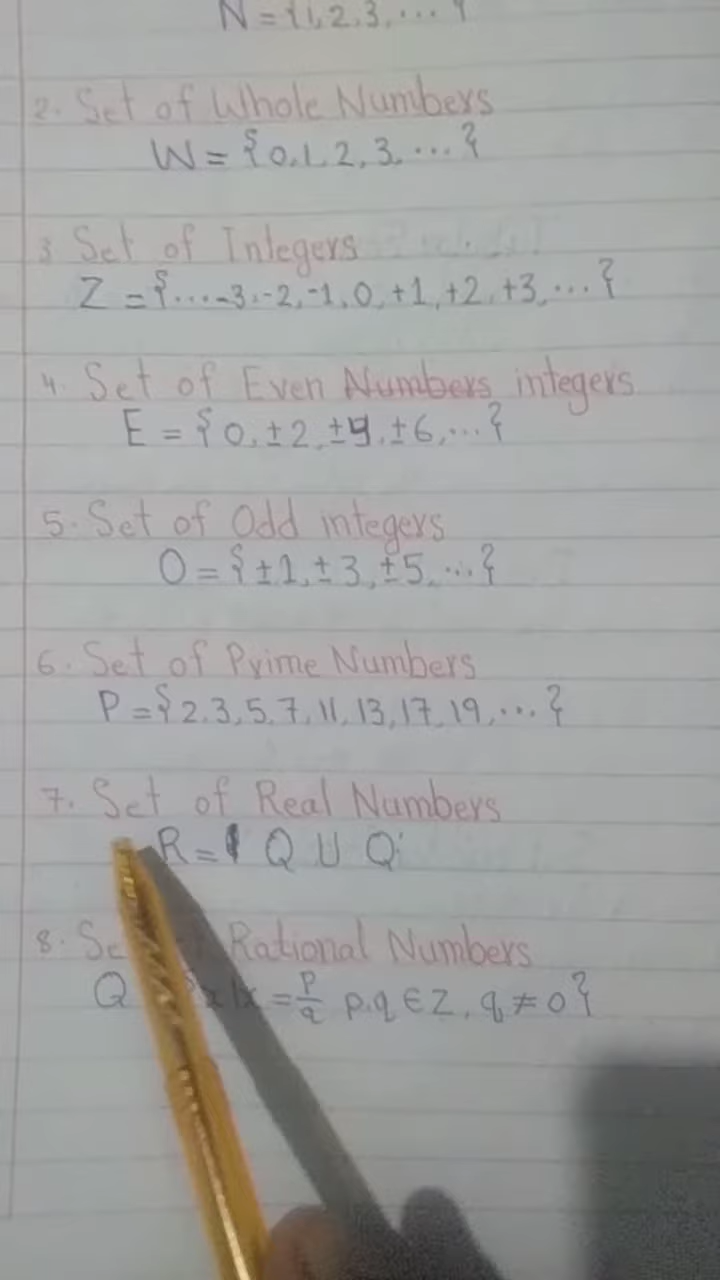 N = {1, 2, 3, ... }
2. Set of Whole Numbers
W = {0, 1, 2, 3, ... }
3 Set of Integers
Z = {... -3, -2, -1, 0, +1, +2, +3, ... }
4. Set of Even Numbers integers
E = { 0, ±2, ±4, ±6, ... }
5. Set of Odd integers
O = {±1, ±3, ±5, ... }
6. Set of Prime Numbers
P = {2, 3, 5, 7, 11, 13, 17, 19, ... }
7. Set of Real Numbers
R = Q U Q'
8. Rational Numbers
Q x = p/q p, q ∈ Z, q ≠ 0}